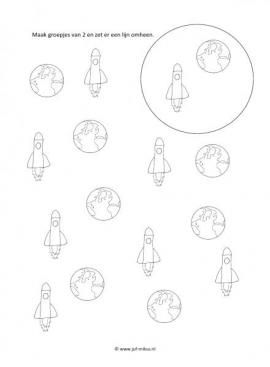 Maak groepjes van 2 en zet er een lijn omheen.
© www.juf-milou.nl